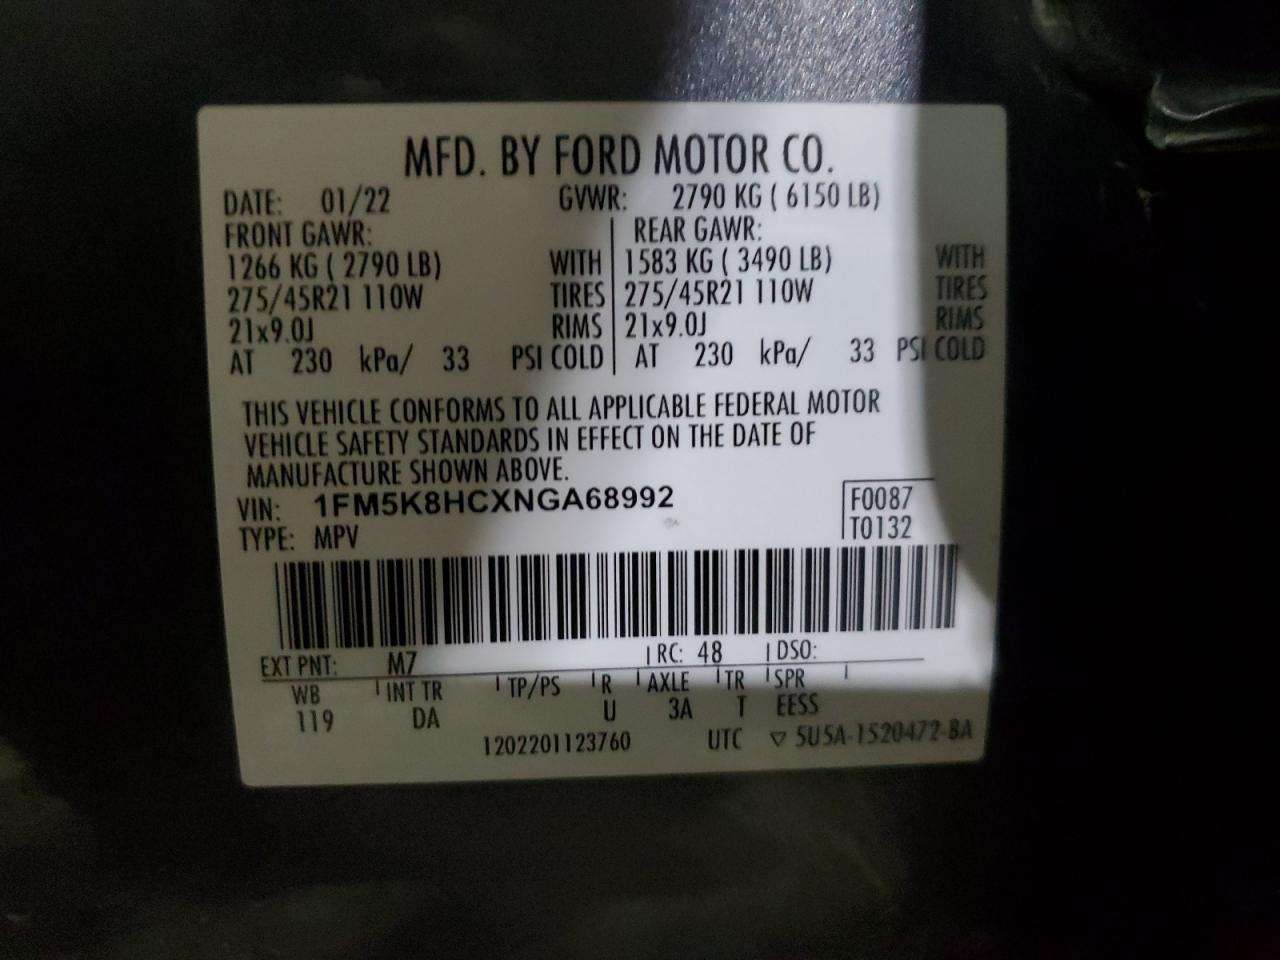 MFD. BY FORD MOTOR CO.
DATE: 01/22 GVWR: 2790 KG ( 6150 LB)
FRONT GAWR: REAR GAWR:
1266 KG ( 2790 LB) WITH 1583 KG ( 3490 LB) WITH
275/45R21 110W TIRES 275/45R21 110W TIRES
21x9.0J RIMS 21x9.0J RIMS
AT 230 kPa/ 33 PSI COLD AT 230 kPa/ 33 PSI COLD
THIS VEHICLE CONFORMS TO ALL APPLICABLE FEDERAL MOTOR
VEHICLE SAFETY STANDARDS IN EFFECT ON THE DATE OF
MANUFACTURE SHOWN ABOVE.
VIN: 1FM5K8HCXNGA68992 F0087
TYPE: MPV T0132
EXT PNT: M7 RC: 48 DSO:
WB INT TR TP/PS R AXLE TR SPR
119 DA U 3A T EESS
1202201123760 UTC ▽ 5U5A-1520472-BA